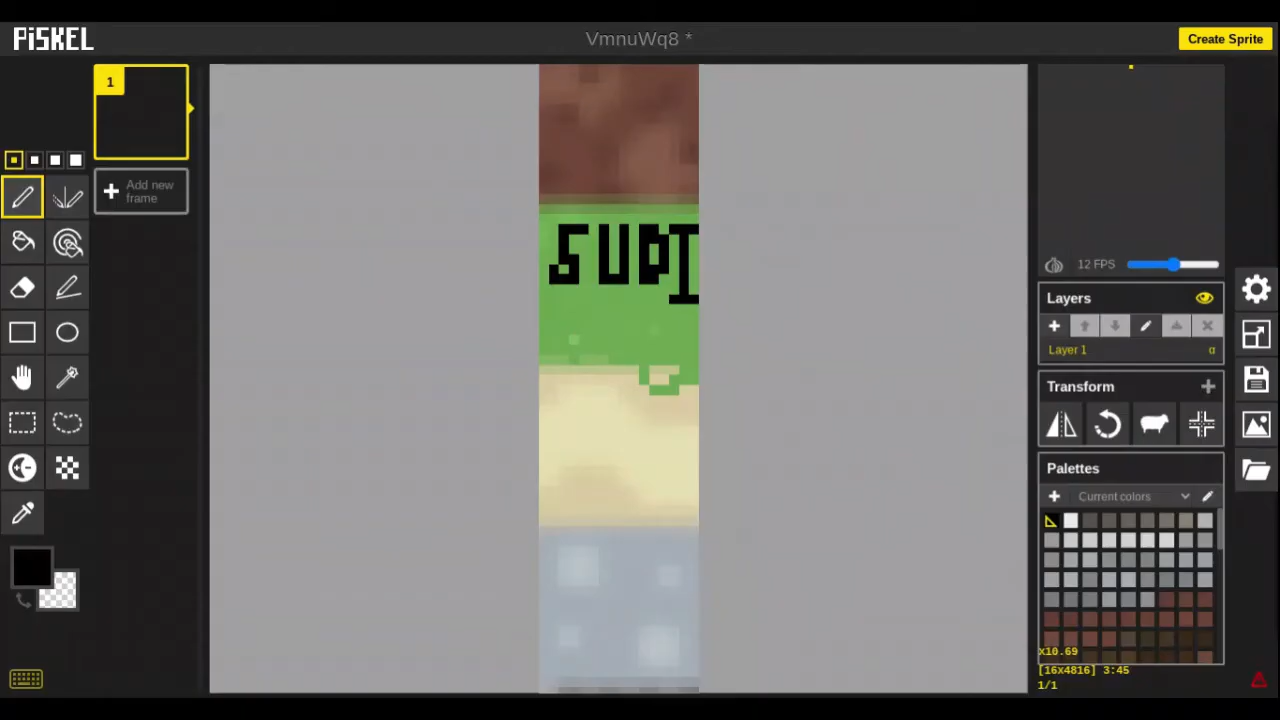 PiSKEL
VmnuWq8 *
Create Sprite
1
Add new
frame
12 FPS
Layers
Layer 1
α
Transform
Palettes
Current colors
X10.69
[16X4816] 3:45
1/1